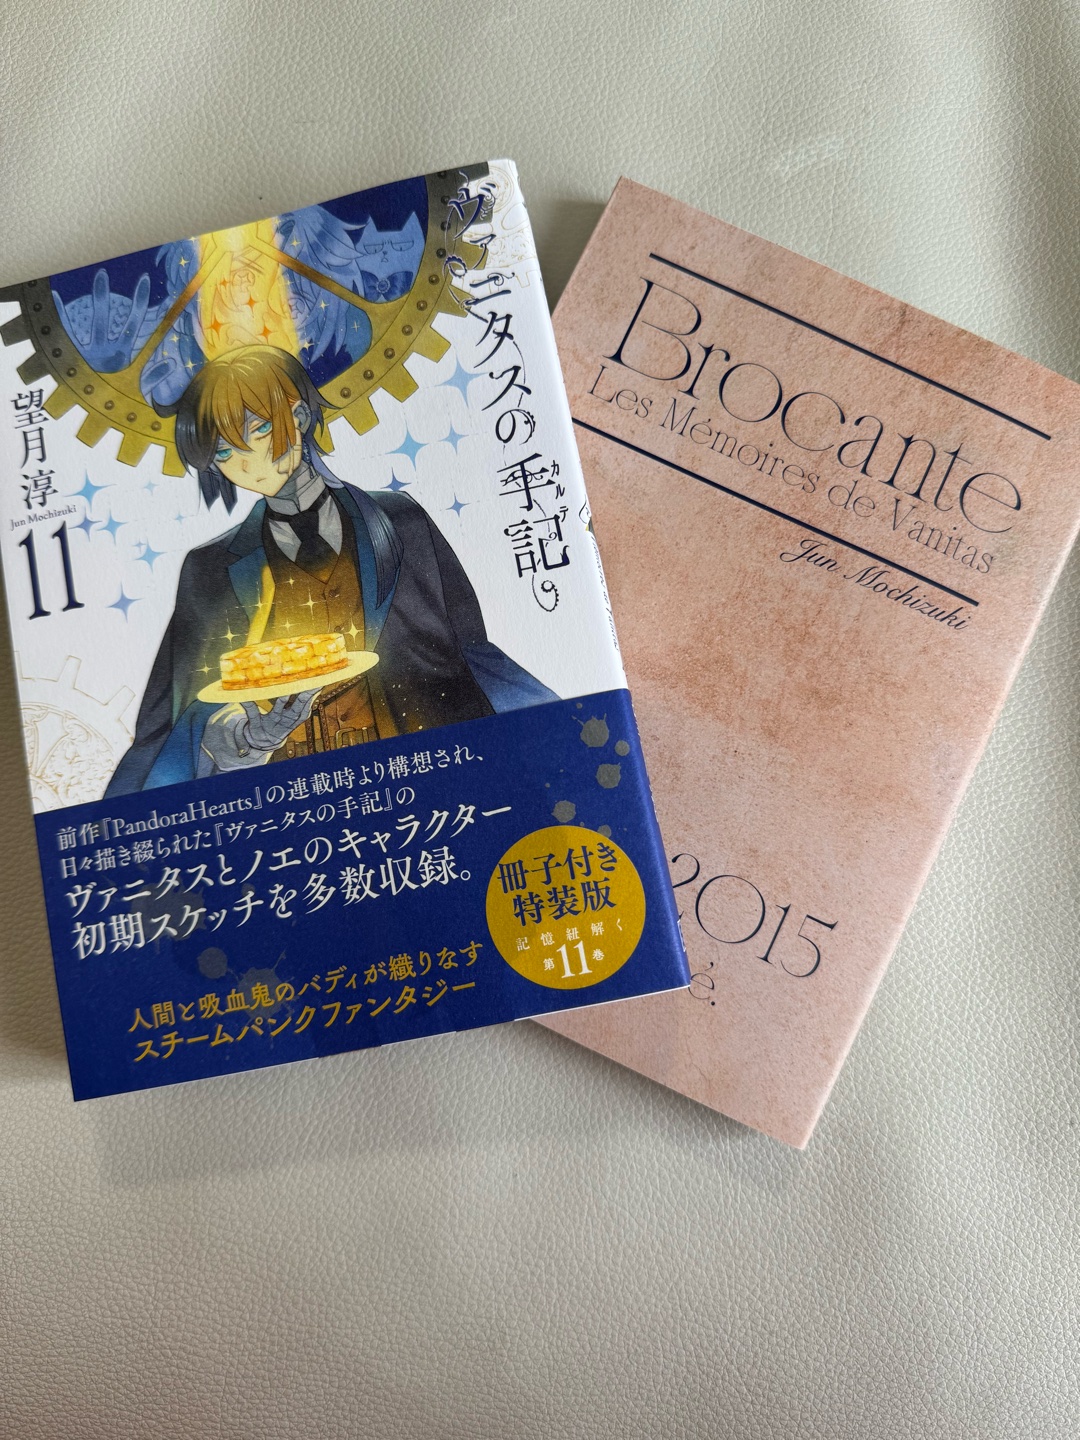 ヴァニタスの手記
カルテ
望月淳
Jun Mochizuki
11
前作『PandoraHearts』の連載時より構想され、
日々描き綴られた『ヴァニタスの手記』の
ヴァニタスとノエのキャラクター
初期スケッチを多数収録。
人間と吸血鬼のバディが織りなす
スチームパンクファンタジー
冊子付き
特装版
記憶紐解く
第11巻
Brocante
Les Mémoires de Vanitas
Jun Mochizuki
2015
é.